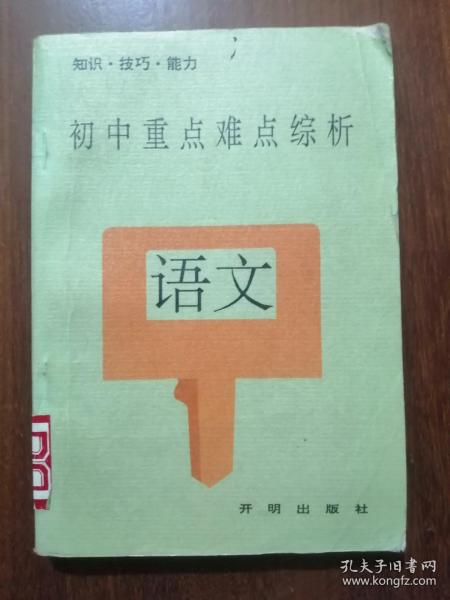 知识·技巧·能力
初中重点难点综析
语文
开明出版社
孔夫子旧书网
www.kongfz.com